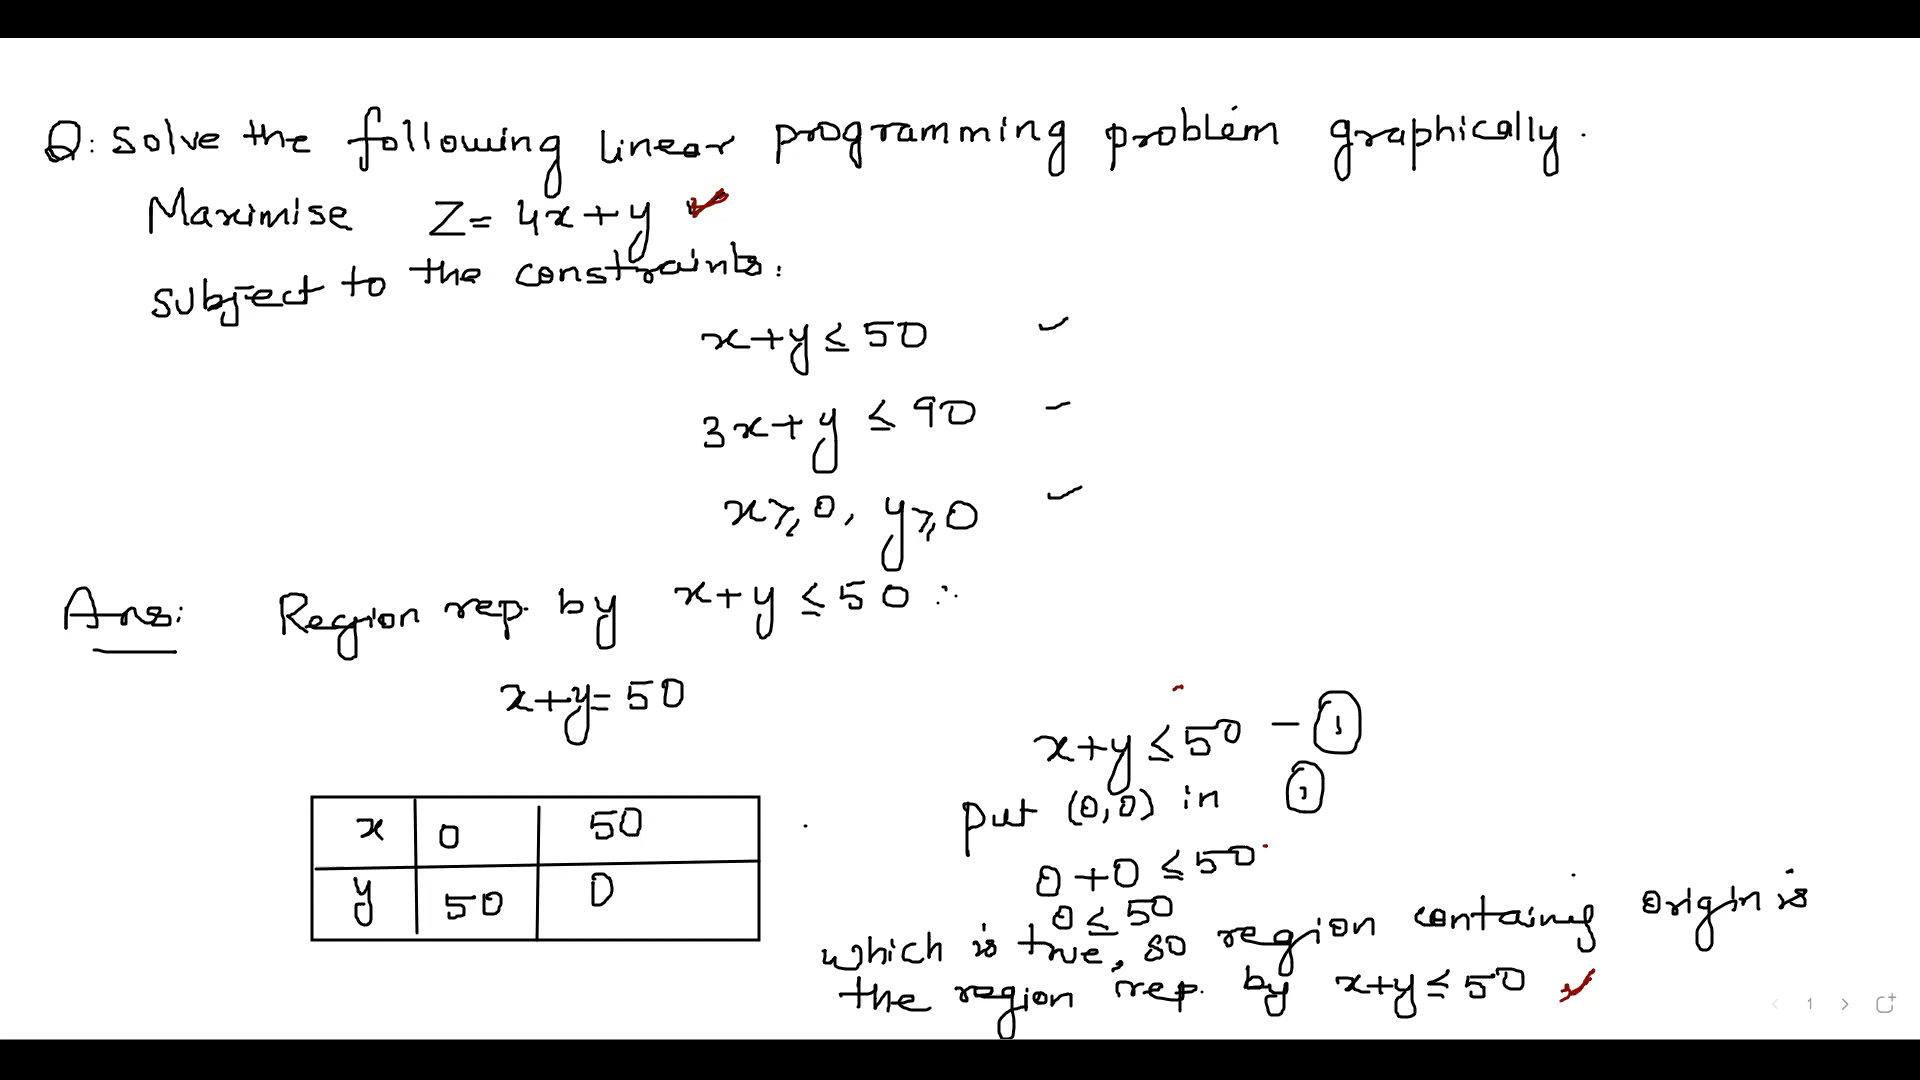 Q: Solve the following linear programming problem graphically.
Maximise Z = 4x+y
subject to the constraints.
x+y ≤ 50
3x+y ≤ 90
x ≥ 0, y ≥ 0
Ans: Region rep. by x+y ≤ 50 :
x+y = 50
x 0 50
y 50 0
x+y ≤ 50 - ①
put (0,0) in ①
0+0 ≤ 50
0 ≤ 50
which is true, so region containing origin is
the region rep. by x+y ≤ 50
1